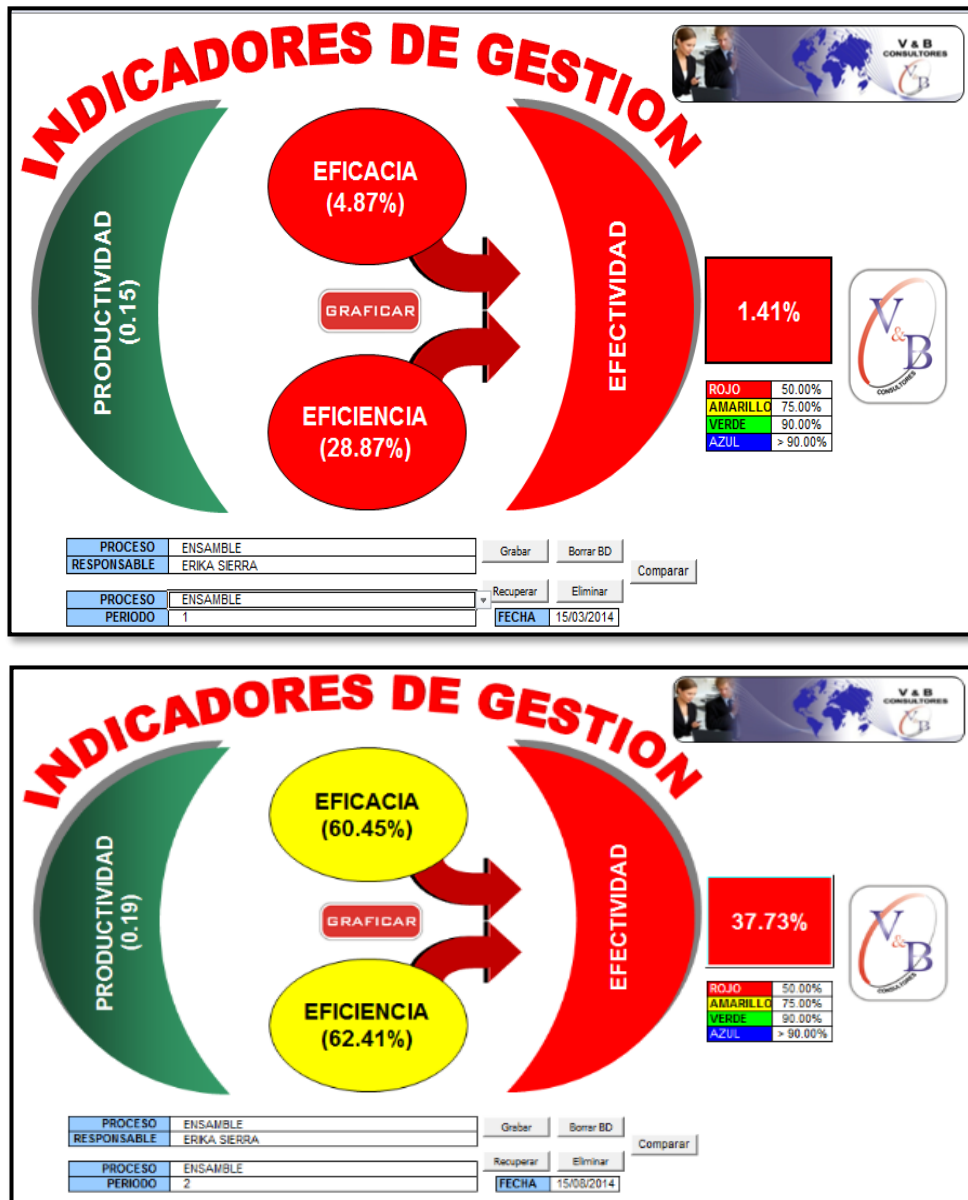 INDICADORES DE GESTION
V & B
CONSULTORES
V
B
EFICACIA
(4.87%)
PRODUCTIVIDAD
(0.15)
GRAFICAR
EFECTIVIDAD
1.41%
V
&
B
CONSULTORES
EFICIENCIA
(28.87%)
ROJO 50.00%
AMARILLO 75.00%
VERDE 90.00%
AZUL > 90.00%
PROCESO ENSAMBLE
RESPONSABLE ERIKA SIERRA
Grabar Borrar BD
Comparar
Recuperar Eliminar
PROCESO ENSAMBLE
PERIODO 1
FECHA 15/03/2014
INDICADORES DE GESTION
V & B
CONSULTORES
V
B
EFICACIA
(60.45%)
PRODUCTIVIDAD
(0.19)
GRAFICAR
EFECTIVIDAD
37.73%
V
&
B
CONSULTORES
EFICIENCIA
(62.41%)
ROJO 50.00%
AMARILLO 75.00%
VERDE 90.00%
AZUL > 90.00%
PROCESO ENSAMBLE
RESPONSABLE ERIKA SIERRA
Grabar Borrar BD
Comparar
Recuperar Eliminar
PROCESO ENSAMBLE
PERIODO 2
FECHA 15/08/2014